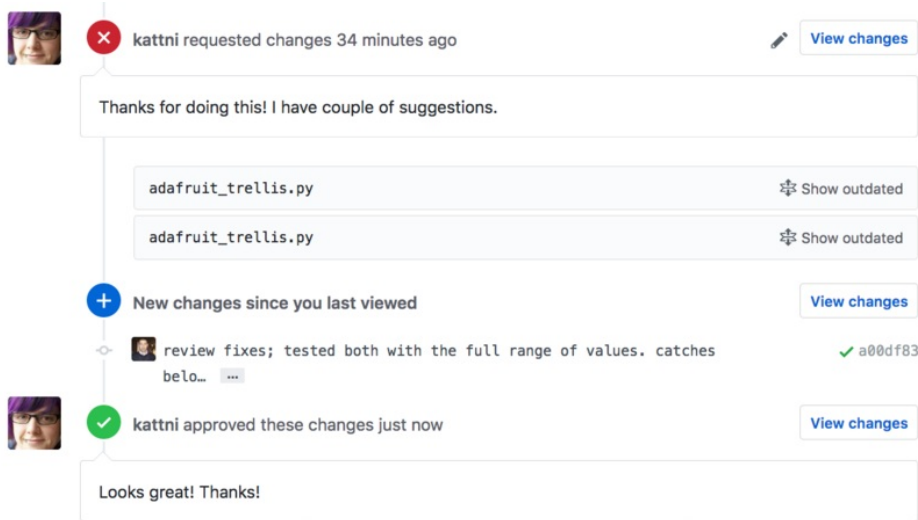 kattni requested changes 34 minutes ago
View changes
Thanks for doing this! I have couple of suggestions.
adafruit_trellis.py
Show outdated
adafruit_trellis.py
Show outdated
New changes since you last viewed
View changes
review fixes; tested both with the full range of values. catches
belo… …
a00df83
kattni approved these changes just now
View changes
Looks great! Thanks!